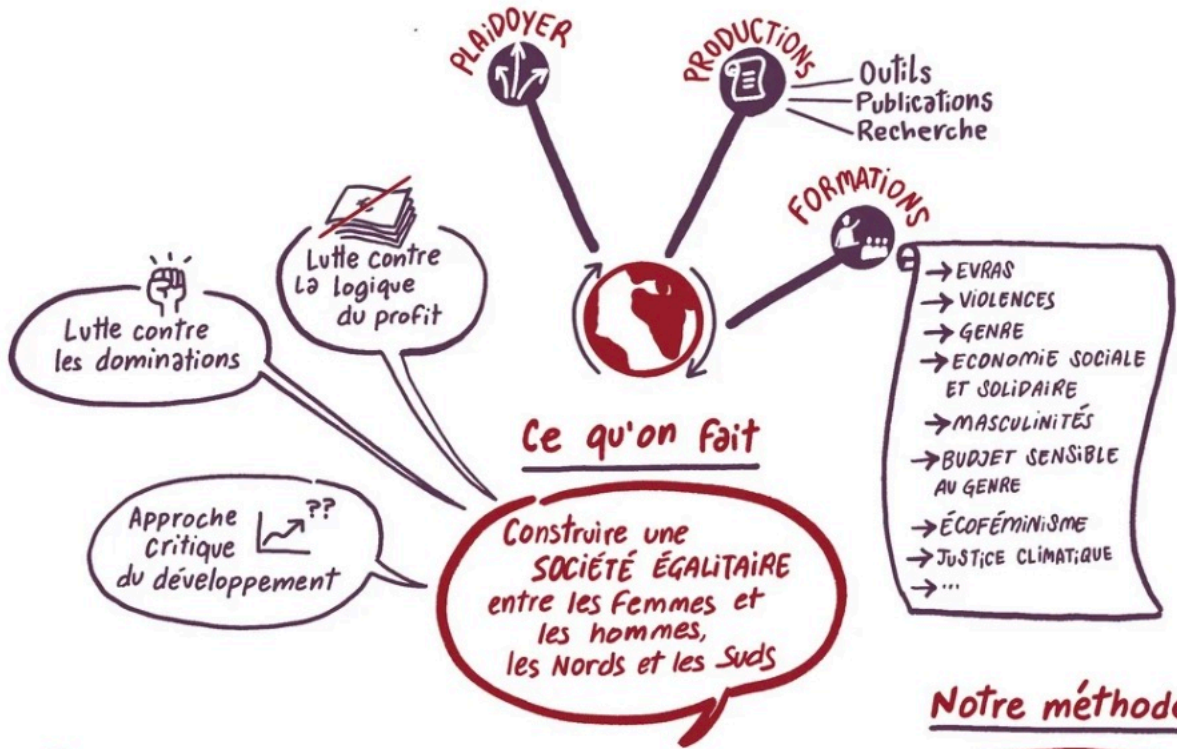 PLAIDOYER
PRODUCTIONS
Outils
Publications
Recherche
FORMATIONS
→ EVRAS
→ VIOLENCES
→ GENRE
→ ECONOMIE SOCIALE
ET SOLIDAIRE
→ MASCULINITÉS
→ BUDJET SENSIBLE
AU GENRE
→ ÉCOFÉMINISME
→ JUSTICE CLIMATIQUE
→ ...
Lutte contre
la logique
du profit
Lutte contre
les dominations
Approche
critique
du développement
??
Ce qu'on fait
Construire une
SOCIÉTÉ ÉGALITAIRE
entre les femmes et
les hommes,
les Nords et les Suds
Notre méthode